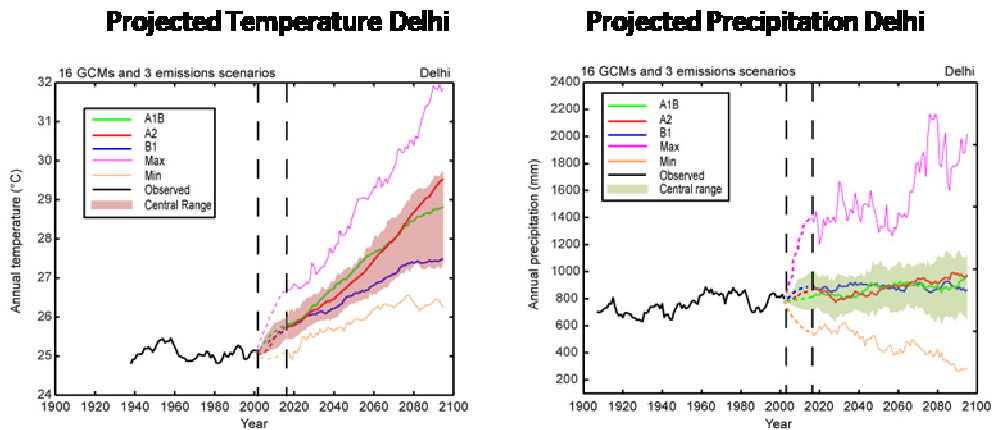 Projected Temperature Delhi
16 GCMs and 3 emissions scenarios Delhi
Annual temperature (°C)
32
31
30
29
28
27
26
25
24
A1B
A2
B1
Max
Min
Observed
Central Range
1900 1920 1940 1960 1980 2000 2020 2040 2060 2080 2100
Year
Projected Precipitation Delhi
16 GCMs and 3 emissions scenarios Delhi
Annual precipitation (mm)
2400
2200
2000
1800
1600
1400
1200
1000
800
600
400
200
A1B
A2
B1
Max
Min
Observed
Central range
1900 1920 1940 1960 1980 2000 2020 2040 2060 2080 2100
Year